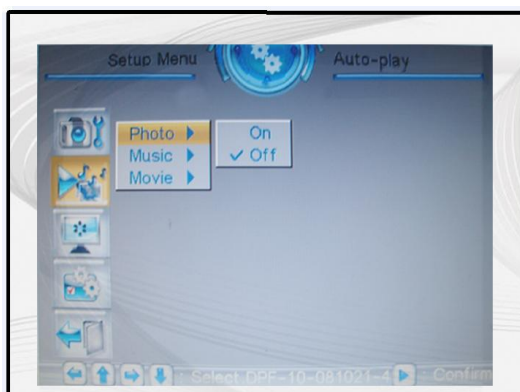 Setup Menu
Auto-play
Photo
On
Music
Off
Movie
: Select DPF-10-081021-4 : Confirm